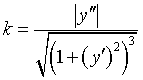 k = |y''| / √((1+(y')²)³)